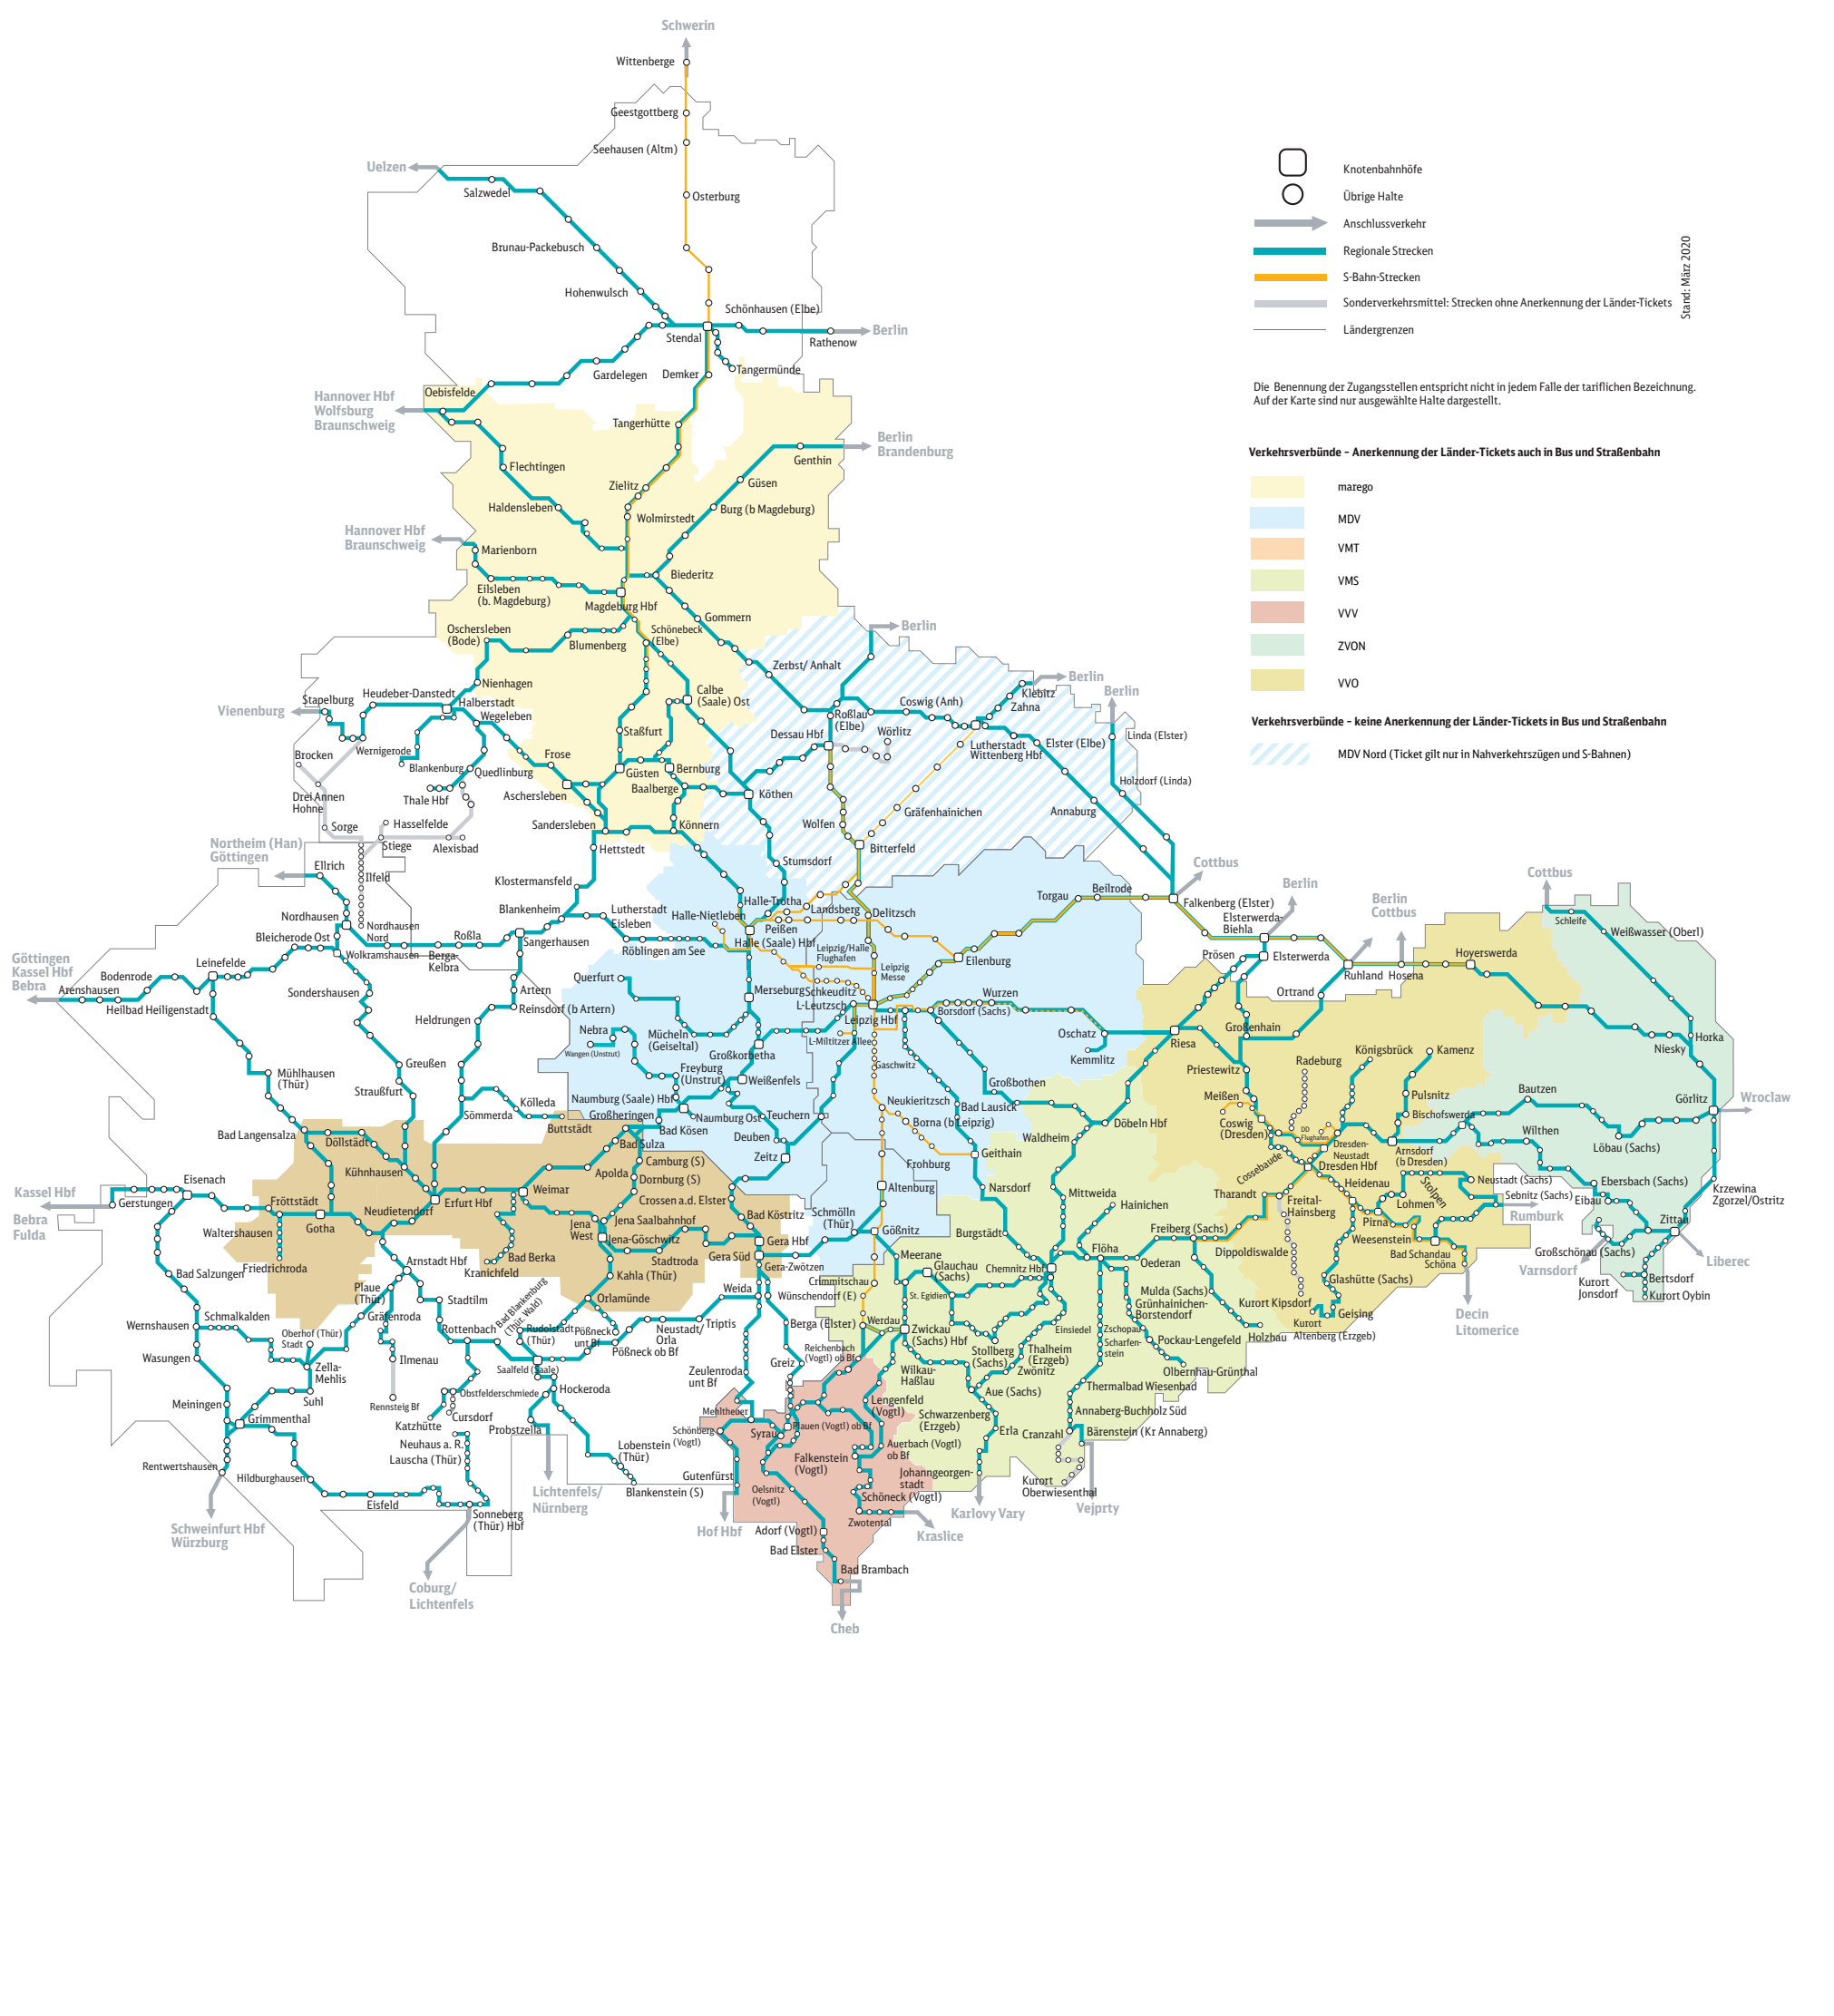 Schwerin
Wittenberge
Geestgottberg
Seehausen (Altm)
Uelzen
Salzwedel
Osterburg
Brunau-Packebusch
Hohenwulsch
Schönhausen (Elbe)
Berlin
Stendal
Rathenow
Gardelegen
Demker
Tangermünde
Oebisfelde
Hannover Hbf
Wolfsburg
Braunschweig
Tangerhütte
Berlin
Brandenburg
Genthin
Flechtingen
Güsen
Zielitz
Haldensleben
Wolmirstedt
Burg (b Magdeburg)
Hannover Hbf
Braunschweig
Marienborn
Biederitz
Eilsleben
(b. Magdeburg)
Magdeburg Hbf
Gommern
Oschersleben
(Bode)
Blumenberg
Schönebeck
(Elbe)
Berlin
Zerbst/ Anhalt
Nienhagen
Calbe
(Saale) Ost
Coswig (Anh)
Klebitz
Zahna
Berlin
Berlin
Stapelburg
Heudeber-Danstedt
Halberstadt
Vienenburg
Wegeleben
Roßlau
(Elbe)
Wörlitz
Dessau Hbf
Lutherstadt
Wittenberg Hbf
Elster (Elbe)
Linda (Elster)
Staßfurt
Wernigerode
Brocken
Frose
Blankenburg
Quedlinburg
Güsten
Bernburg
Baalberge
Köthen
Holzdorf (Linda)
Thale Hbf
Drei Annen
Hohne
Aschersleben
Annaburg
Gräfenhainichen
Wolfen
Sorge
Hasselfelde
Sandersleben
Könnern
Stiege
Alexisbad
Hettstedt
Bitterfeld
Northeim (Han)
Göttingen
Ellrich
Ilfeld
Stumsdorf
Klostermansfeld
Torgau
Beilrode
Cottbus
Berlin
Berlin
Cottbus
Cottbus
Falkenberg (Elster)
Nordhausen
Nordhausen
Nord
Blankenheim
Lutherstadt
Eisleben
Halle-Trotha
Halle-Nietleben
Landsberg
Delitzsch
Peißen
Halle (Saale) Hbf
Elsterwerda-
Biehla
Schleife
Weißwasser (Oberl)
Bleicherode Ost
Roßla
Sangerhausen
Wolkramshausen
Berga-
Kelbra
Röblingen am See
Leipzig/Halle
Flughafen
Leipzig
Messe
Eilenburg
Prösen
Elsterwerda
Ruhland
Hosena
Hoyerswerda
Göttingen
Kassel Hbf
Bebra
Leinefelde
Bodenrode
Arenshausen
Heilbad Heiligenstadt
Sondershausen
Artern
Reinsdorf (b Artern)
Querfurt
Merseburg
Schkeuditz
L-Leutzsch
Leipzig Hbf
Wurzen
Borsdorf (Sachs)
Ortrand
Heldrungen
Nebra
Wangen (Unstrut)
Mücheln
(Geiseltal)
L-Miltitzer Allee
Großkorbetha
Oschatz
Kemmlitz
Riesa
Großenhain
Horka
Niesky
Gaschwitz
Priestewitz
Radeburg
Königsbrück
Kamenz
Mühlhausen
(Thür)
Greußen
Freyburg
(Unstrut)
Weißenfels
Großbothen
Straußfurt
Kölleda
Sömmerda
Buttstädt
Naumburg (Saale) Hbf
Großheringen
Naumburg Ost
Teuchern
Bad Kösen
Neukieritzsch
Borna (b Leipzig)
Bad Lausick
Meißen
Pulsnitz
Bautzen
Görlitz
Wroclaw
Bischofswerda
Bad Langensalza
Döllstädt
Bad Sulza
Deuben
Zeitz
Waldheim
Döbeln Hbf
Coswig
(Dresden)
DD
Flughafen
Dresden-
Neustadt
Wilthen
Löbau (Sachs)
Kühnhausen
Camburg (S)
Apolda
Dornburg (S)
Frohburg
Geithain
Cossebaude
Dresden Hbf
Arnsdorf
(b Dresden)
Kassel Hbf
Bebra
Fulda
Eisenach
Gerstungen
Fröttstädt
Gotha
Erfurt Hbf
Neudietendorf
Weimar
Crossen a.d. Elster
Altenburg
Narsdorf
Mittweida
Hainichen
Tharandt
Freital-
Hainsberg
Heidenau
Lohmen
Stolpen
Neustadt (Sachs)
Sebnitz (Sachs)
Rumburk
Ebersbach (Sachs)
Eibau
Krzewina
Zgorzel/Ostritz
Waltershausen
Friedrichroda
Jena
West
Jena Saalbahnhof
Jena-Göschwitz
Bad Köstritz
Schmölln
(Thür)
Gößnitz
Burgstädt
Freiberg (Sachs)
Pirna
Weesenstein
Bad Schandau
Schöna
Zittau
Großschönau (Sachs)
Varnsdorf
Liberec
Bad Berka
Kranichfeld
Stadtroda
Gera Hbf
Gera Süd
Gera-Zwötzen
Meerane
Glauchau
(Sachs)
Chemnitz Hbf
Flöha
Oederan
Dippoldiswalde
Glashütte (Sachs)
Kurort
Jonsdorf
Bertsdorf
Kurort Oybin
Bad Salzungen
Arnstadt Hbf
Plaue
(Thür)
Kahla (Thür)
Orlamünde
Weida
Crimmitschau
Wünschendorf (E)
St. Egidien
Mulda (Sachs)
Grünhainichen-
Borstendorf
Kurort Kipsdorf
Geising
Kurort
Altenberg (Erzgeb)
Decin
Litomerice
Schmalkalden
Wernshausen
Gräfenroda
Stadtilm
Oberhof (Thür)
Stadt
Rottenbach
Bad Blankenburg
(Thür. Wald)
Rudolstadt
(Thür)
Pößneck
unt Bf
Pößneck ob Bf
Neustadt/
Orla
Triptis
Berga (Elster)
Werdau
Zwickau
(Sachs) Hbf
Einsiedel
Zschopau
Scharfen-
stein
Pockau-Lengefeld
Holzhau
Wasungen
Zella-
Mehlis
Ilmenau
Saalfeld (Saale)
Greiz
Reichenbach
(Vogtl) ob Bf
Stollberg
(Sachs)
Thalheim
(Erzgeb)
Zwönitz
Olbernhau-Grünthal
Zeulenroda
unt Bf
Wilkau-
Haßlau
Meiningen
Suhl
Rennsteig Bf
Obstfelderschmiede
Hockeroda
Aue (Sachs)
Thermalbad Wiesenbad
Grimmenthal
Katzhütte
Cursdorf
Probstzella
Mehltheuer
Schönberg
(Vogtl)
Syrau
Plauen (Vogtl) ob Bf
Lengenfeld
(Vogtl)
Schwarzenberg
(Erzgeb)
Annaberg-Buchholz Süd
Erla
Cranzahl
Bärenstein (Kr Annaberg)
Neuhaus a. R.
Lauscha (Thür)
Lobenstein
(Thür)
Falkenstein
(Vogtl)
Auerbach (Vogtl)
ob Bf
Rentwertshausen
Hildburghausen
Gutenfürst
Blankenstein (S)
Johanngeorgen-
stadt
Kurort
Oberwiesenthal
Eisfeld
Lichtenfels/
Nürnberg
Oelsnitz
(Vogtl)
Schöneck (Vogtl)
Karlovy Vary
Vejprty
Schweinfurt Hbf
Würzburg
Sonneberg
(Thür) Hbf
Hof Hbf
Adorf (Vogtl)
Zwotental
Kraslice
Bad Elster
Bad Brambach
Coburg/
Lichtenfels
Cheb
Knotenbahnhöfe
Übrige Halte
Anschlussverkehr
Regionale Strecken
S-Bahn-Strecken
Sonderverkehrsmittel: Strecken ohne Anerkennung der Länder-Tickets
Ländergrenzen
Stand: März 2020
Die Benennung der Zugangsstellen entspricht nicht in jedem Falle der tariflichen Bezeichnung.
Auf der Karte sind nur ausgewählte Halte dargestellt.
Verkehrsverbünde – Anerkennung der Länder-Tickets auch in Bus und Straßenbahn
marego
MDV
VMT
VMS
VVV
ZVON
VVO
Verkehrsverbünde – keine Anerkennung der Länder-Tickets in Bus und Straßenbahn
MDV Nord (Ticket gilt nur in Nahverkehrszügen und S-Bahnen)